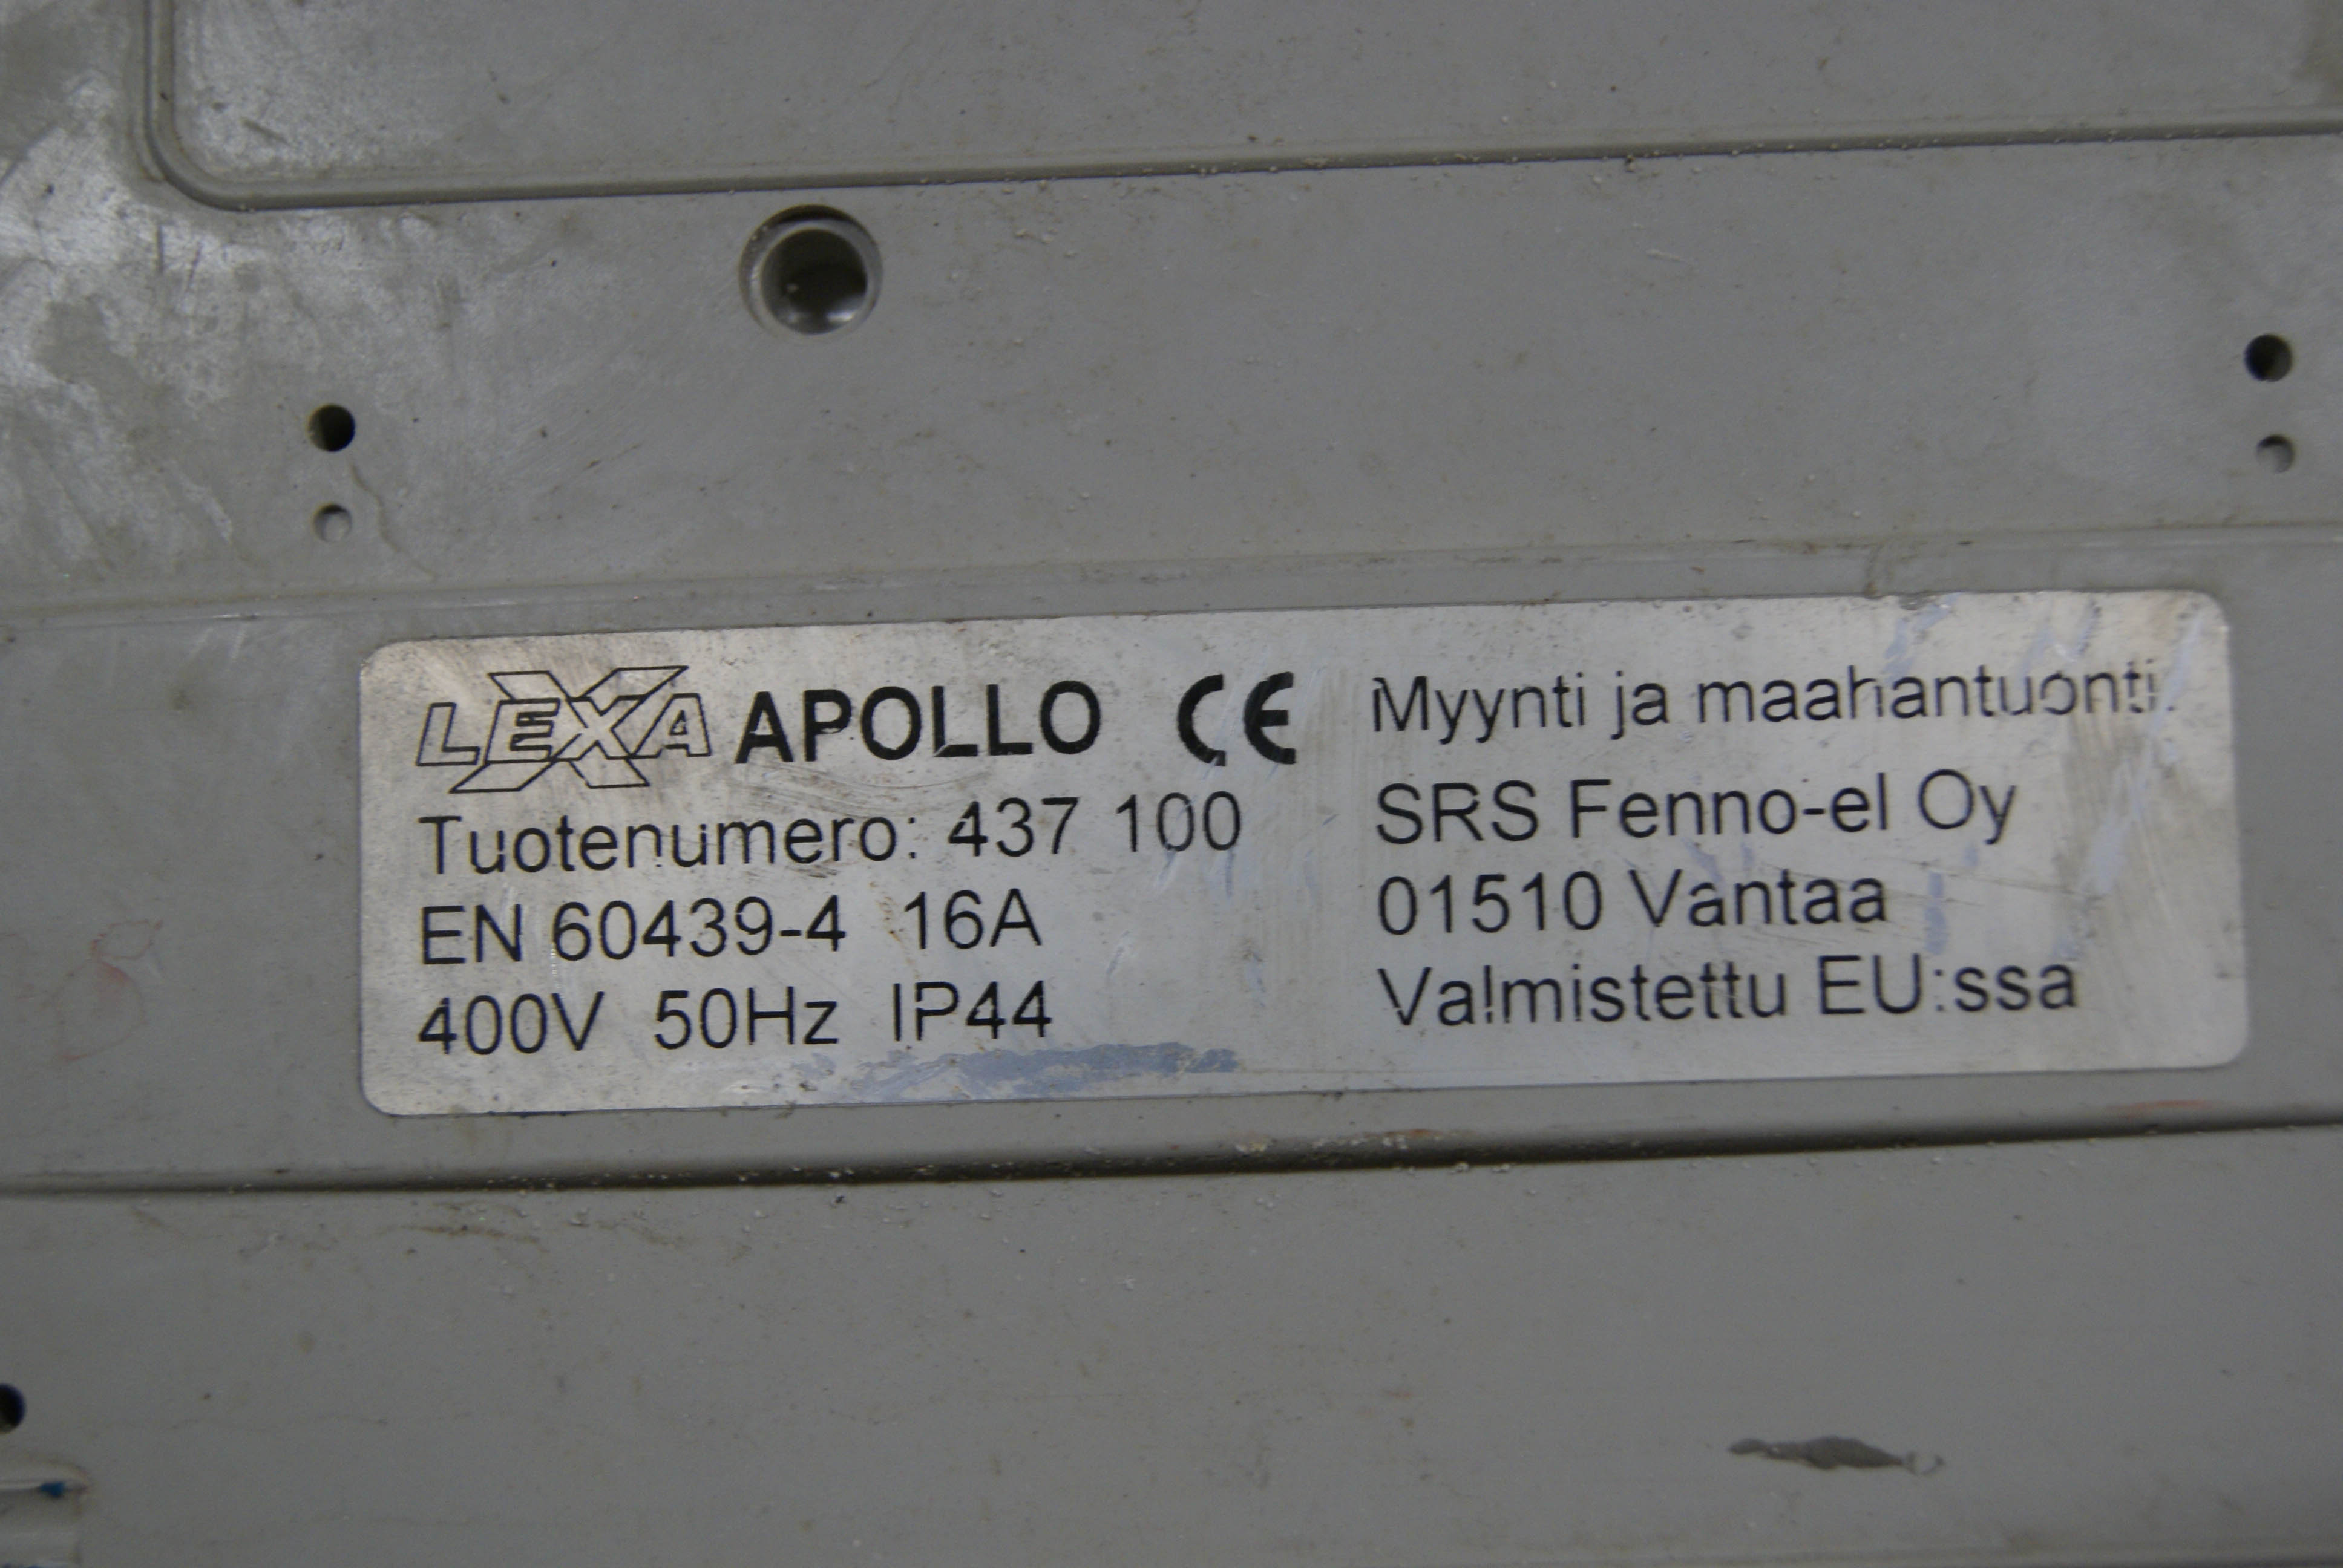 LEXA APOLLO CE
Tuotenumero: 437 100
EN 60439-4 16A
400V 50Hz IP44
Myynti ja maahantuonti:
SRS Fenno-el Oy
01510 Vantaa
Valmistettu EU:ssa